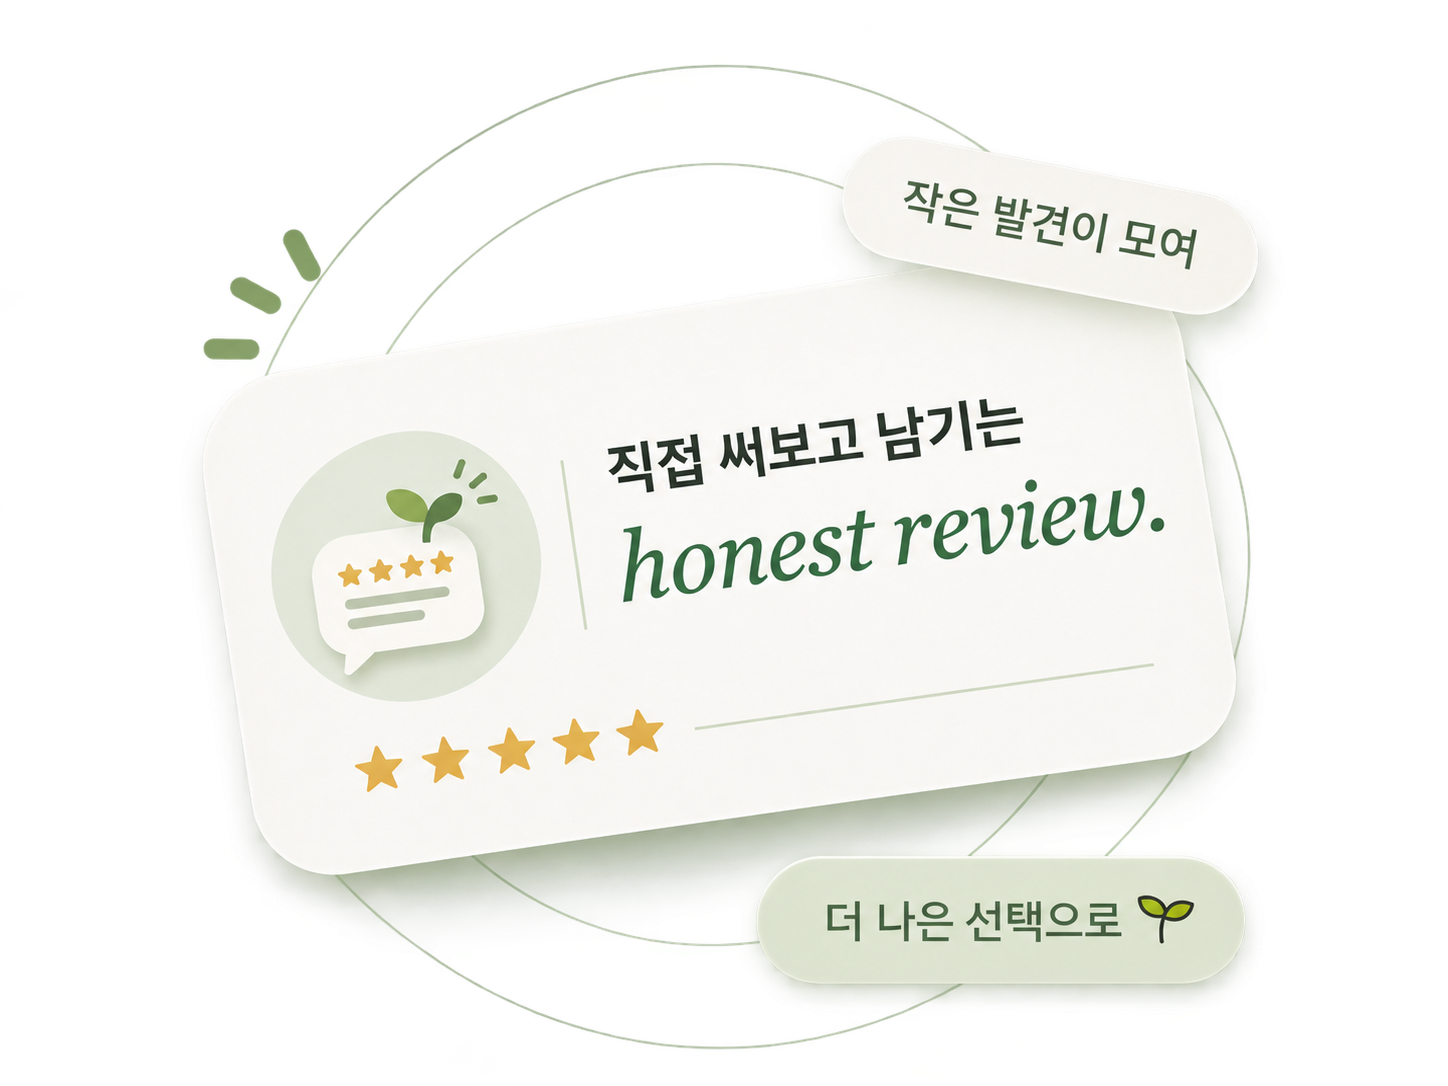 작은 발견이 모여
직접 써보고 남기는
honest review.
더 나은 선택으로